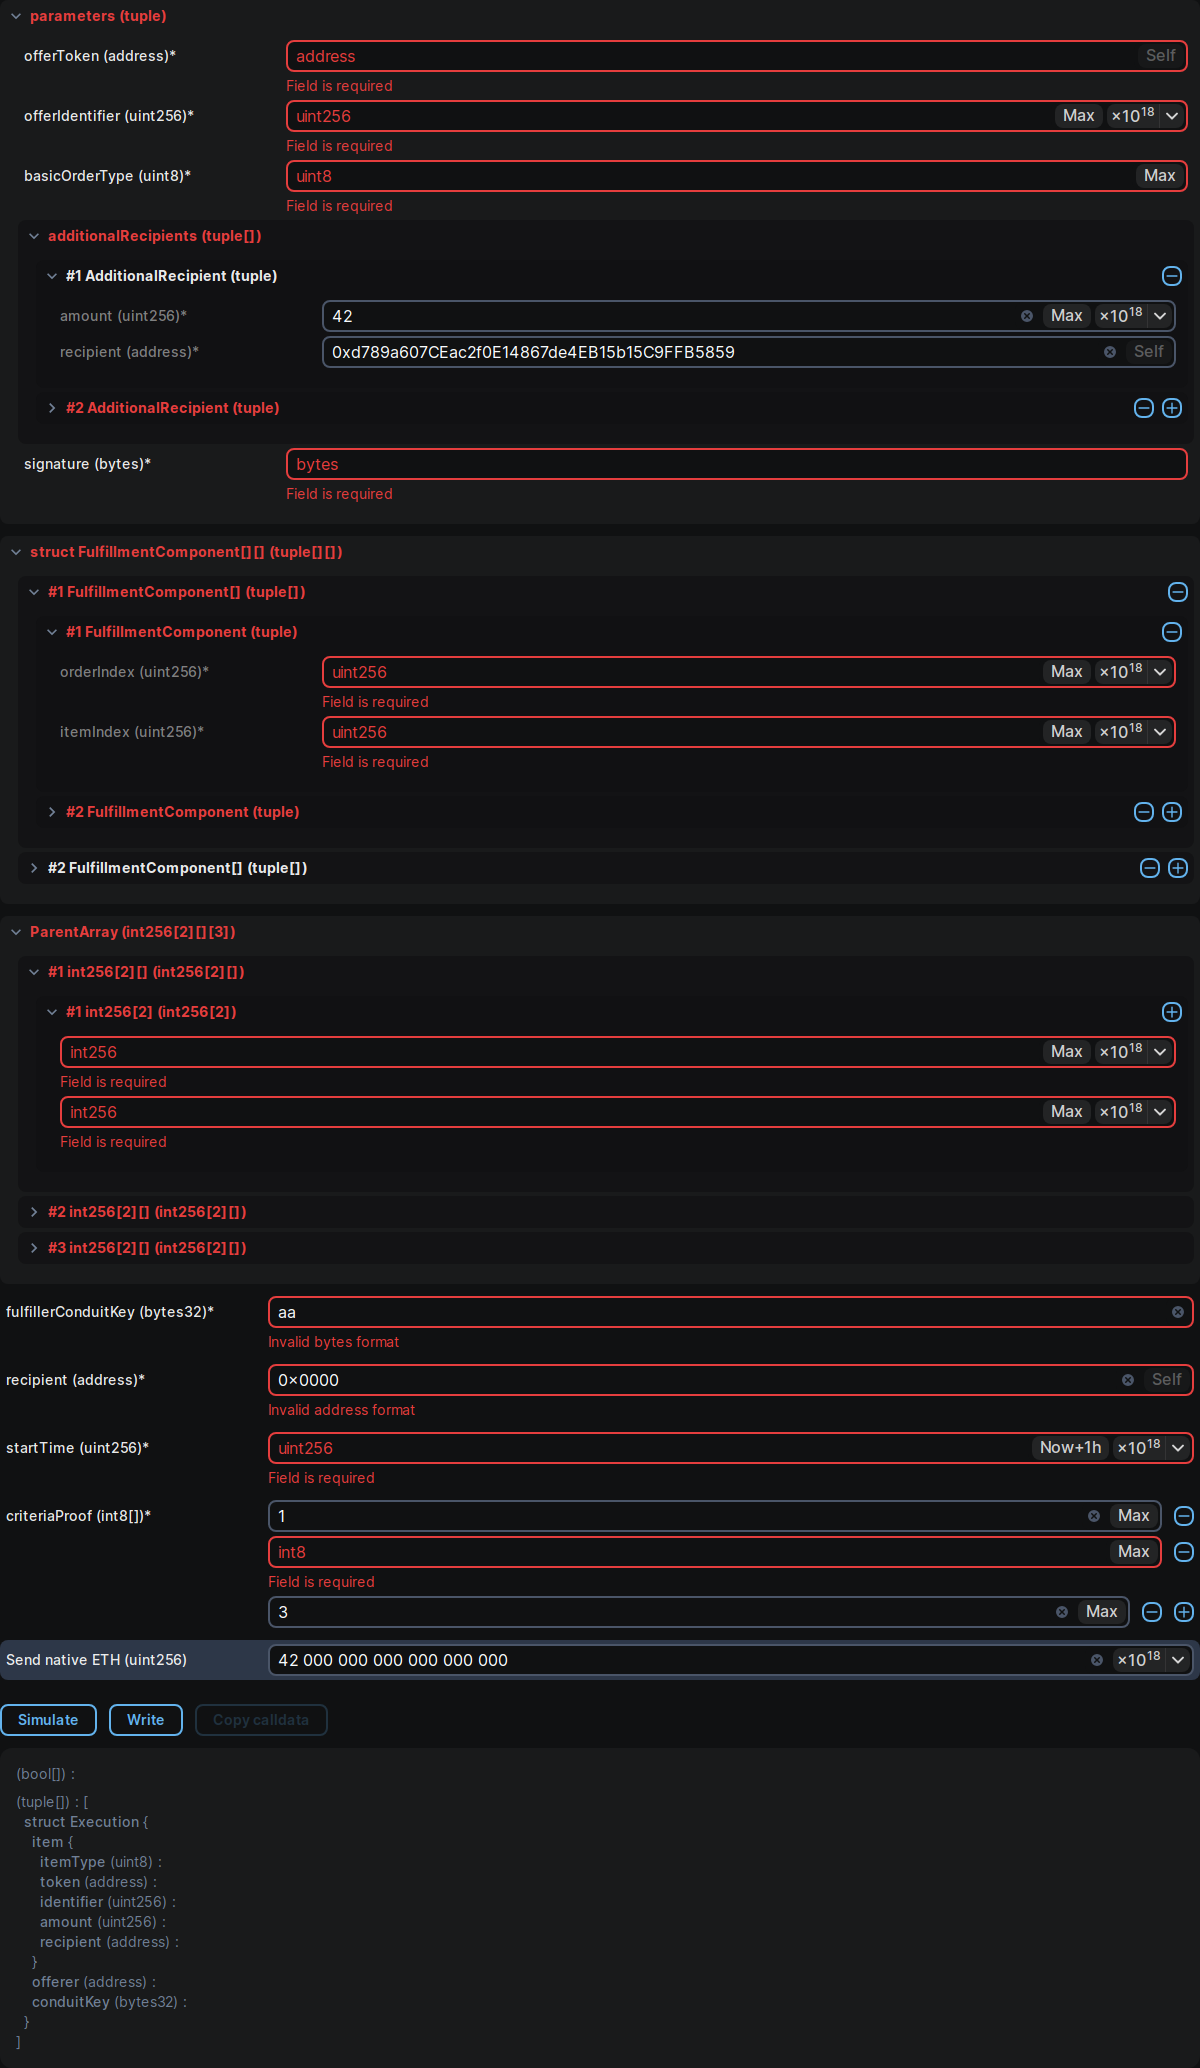 parameters (tuple)
offerToken (address)*
address
Self
Field is required
offerIdentifier (uint256)*
uint256
Max
×10^18
Field is required
basicOrderType (uint8)*
uint8
Max
Field is required
additionalRecipients (tuple[])
#1 AdditionalRecipient (tuple)
amount (uint256)*
42
Max
×10^18
recipient (address)*
0xd789a607CEac2f0E14867de4EB15b15C9FFB5859
Self
#2 AdditionalRecipient (tuple)
signature (bytes)*
bytes
Field is required
struct FulfillmentComponent[][] (tuple[][])
#1 FulfillmentComponent[] (tuple[])
#1 FulfillmentComponent (tuple)
orderIndex (uint256)*
uint256
Max
×10^18
Field is required
itemIndex (uint256)*
uint256
Max
×10^18
Field is required
#2 FulfillmentComponent (tuple)
#2 FulfillmentComponent[] (tuple[])
ParentArray (int256[2][][3])
#1 int256[2][] (int256[2][])
#1 int256[2] (int256[2])
int256
Max
×10^18
Field is required
int256
Max
×10^18
Field is required
#2 int256[2][] (int256[2][])
#3 int256[2][] (int256[2][])
fulfillerConduitKey (bytes32)*
aa
Invalid bytes format
recipient (address)*
0x0000
Self
Invalid address format
startTime (uint256)*
uint256
Now+1h
×10^18
Field is required
criteriaProof (int8[])*
1
Max
int8
Max
Field is required
3
Max
Send native ETH (uint256)
42 000 000 000 000 000 000
×10^18
Simulate
Write
Copy calldata
(bool[]) :
(tuple[]) : [
struct Execution {
item {
itemType (uint8) :
token (address) :
identifier (uint256) :
amount (uint256) :
recipient (address) :
}
offerer (address) :
conduitKey (bytes32) :
}
]